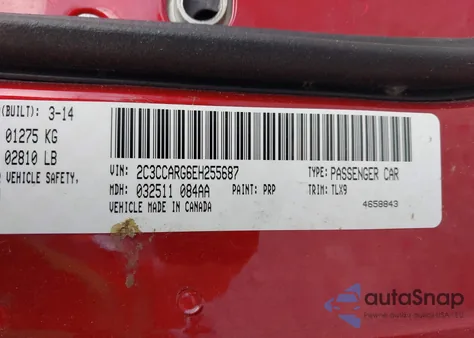 (BUILT): 3-14
01275 KG
02810 LB
VEHICLE SAFETY,
VIN: 2C3CCARG6EH255687 TYPE: PASSENGER CAR
MDH: 032511 084AA PAINT: PRP TRIM: TLX9
VEHICLE MADE IN CANADA 4658843
autoSnap